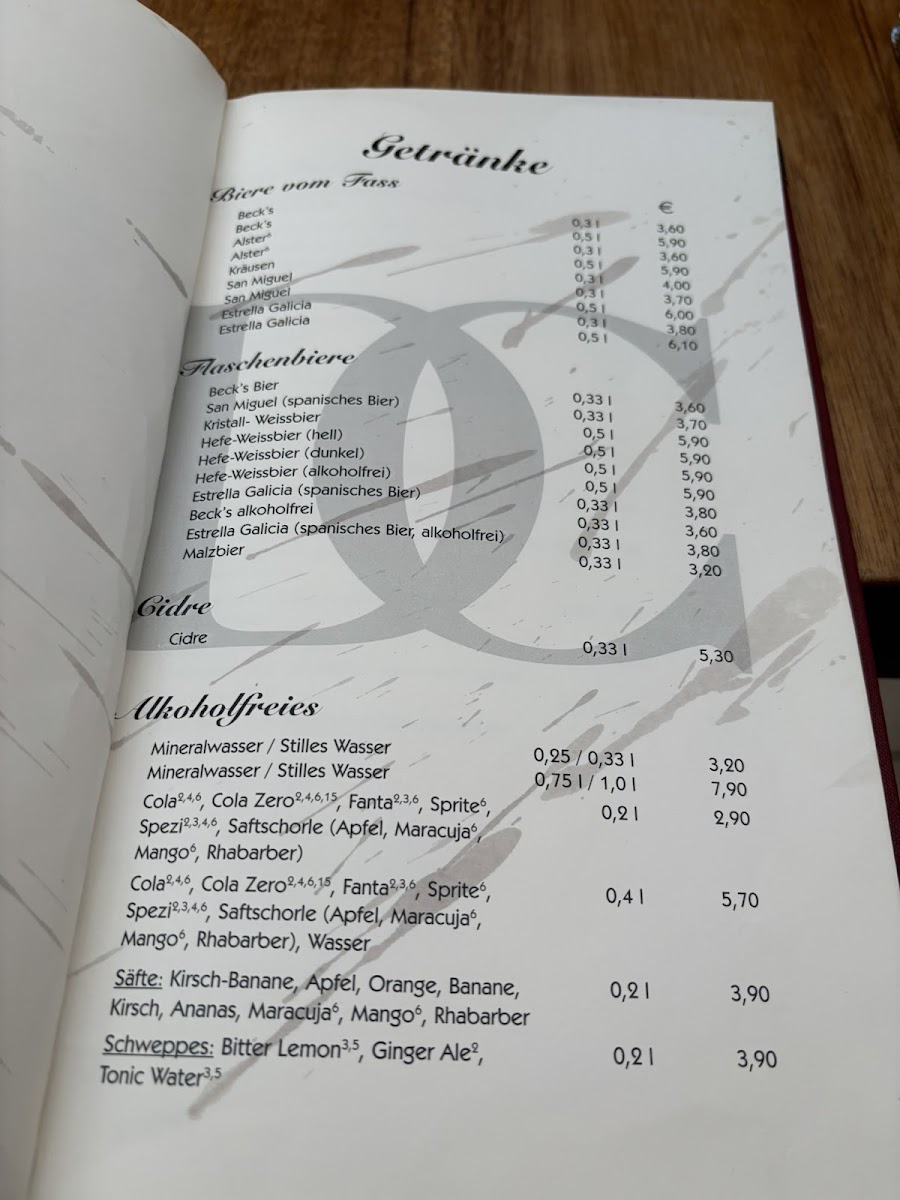 Getränke
Biere vom Fass €
Beck's 0,3 l 3,60
Beck's 0,5 l 5,90
Alster⁶ 0,3 l 3,60
Alster⁶ 0,5 l 5,90
Kräusen 0,3 l 4,00
San Miguel 0,3 l 3,70
San Miguel 0,5 l 6,00
Estrella Galicia 0,3 l 3,80
Estrella Galicia 0,5 l 6,10
Flaschenbiere
Beck's Bier 0,33 l 3,60
San Miguel (spanisches Bier) 0,33 l 3,70
Kristall- Weissbier 0,5 l 5,90
Hefe-Weissbier (hell) 0,5 l 5,90
Hefe-Weissbier (dunkel) 0,5 l 5,90
Hefe-Weissbier (alkoholfrei) 0,5 l 5,90
Estrella Galicia (spanisches Bier) 0,33 l 3,80
Beck's alkoholfrei 0,33 l 3,60
Estrella Galicia (spanisches Bier, alkoholfrei) 0,33 l 3,80
Malzbier 0,33 l 3,20
Cidre
Cidre 0,33 l 5,30
Alkoholfreies
Mineralwasser / Stilles Wasser 0,25 / 0,33 l 3,20
Mineralwasser / Stilles Wasser 0,75 l / 1,0 l 7,90
Cola²,⁴,⁶, Cola Zero²,⁴,⁶,¹⁵, Fanta²,³,⁶, Sprite⁶, 0,2 l 2,90
Spezi²,³,⁴,⁶, Saftschorle (Apfel, Maracuja⁶,
Mango⁶, Rhabarber)
Cola²,⁴,⁶, Cola Zero²,⁴,⁶,¹⁵, Fanta²,³,⁶, Sprite⁶, 0,4 l 5,70
Spezi²,³,⁴,⁶, Saftschorle (Apfel, Maracuja⁶,
Mango⁶, Rhabarber), Wasser
Säfte: Kirsch-Banane, Apfel, Orange, Banane, 0,2 l 3,90
Kirsch, Ananas, Maracuja⁶, Mango⁶, Rhabarber
Schweppes: Bitter Lemon³,⁵, Ginger Ale², 0,2 l 3,90
Tonic Water³,⁵